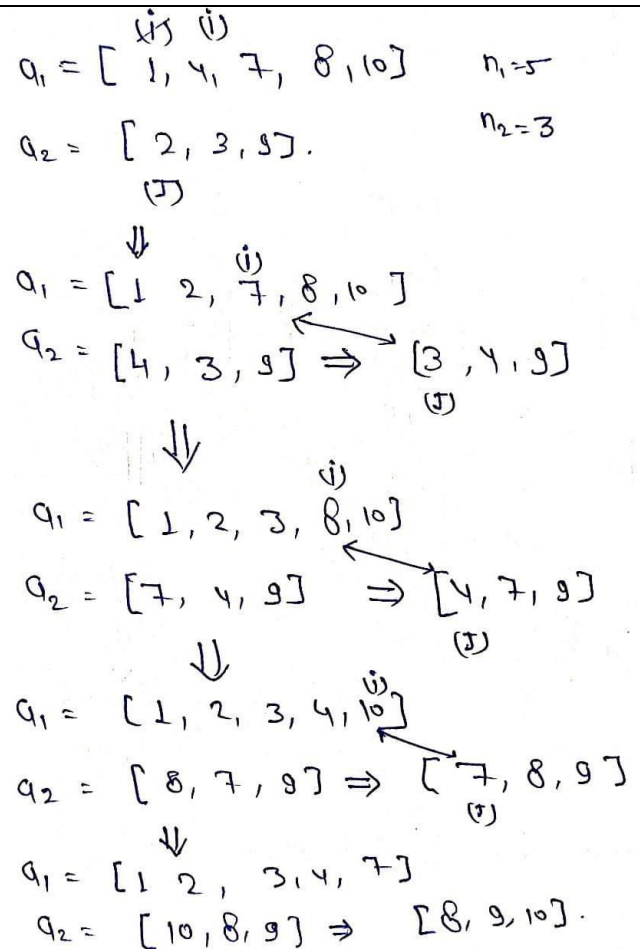 (i) (i)
a₁ = [ 1, 4, 7, 8, 10] n₁=5
a₂ = [ 2, 3, 9]. n₂=3
(J)
⇓
(i)
a₁ = [1 2, 7, 8, 10 ]
a₂ = [4, 3, 9] ⇒ [3, 4, 9]
(J)
⇓
(i)
a₁ = [ 1, 2, 3, 8, 10]
a₂ = [7, 4, 9] ⇒ [4, 7, 9]
(J)
⇓
(i)
a₁ = [1, 2, 3, 4, 10]
a₂ = [ 8, 7, 9] ⇒ [ 7, 8, 9]
(J)
⇓
a₁ = [1 2, 3, 4, 7]
a₂ = [10, 8, 9] ⇒ [8, 9, 10].